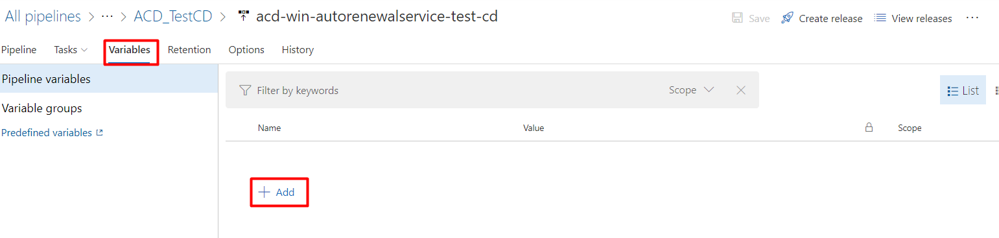 All pipelines > ··· > ACD_TestCD > acd-win-autorenewalservice-test-cd
Save Create release View releases ···
Pipeline Tasks Variables Retention Options History
Pipeline variables
Filter by keywords Scope
List
Variable groups
Predefined variables
Name Value Scope
+ Add